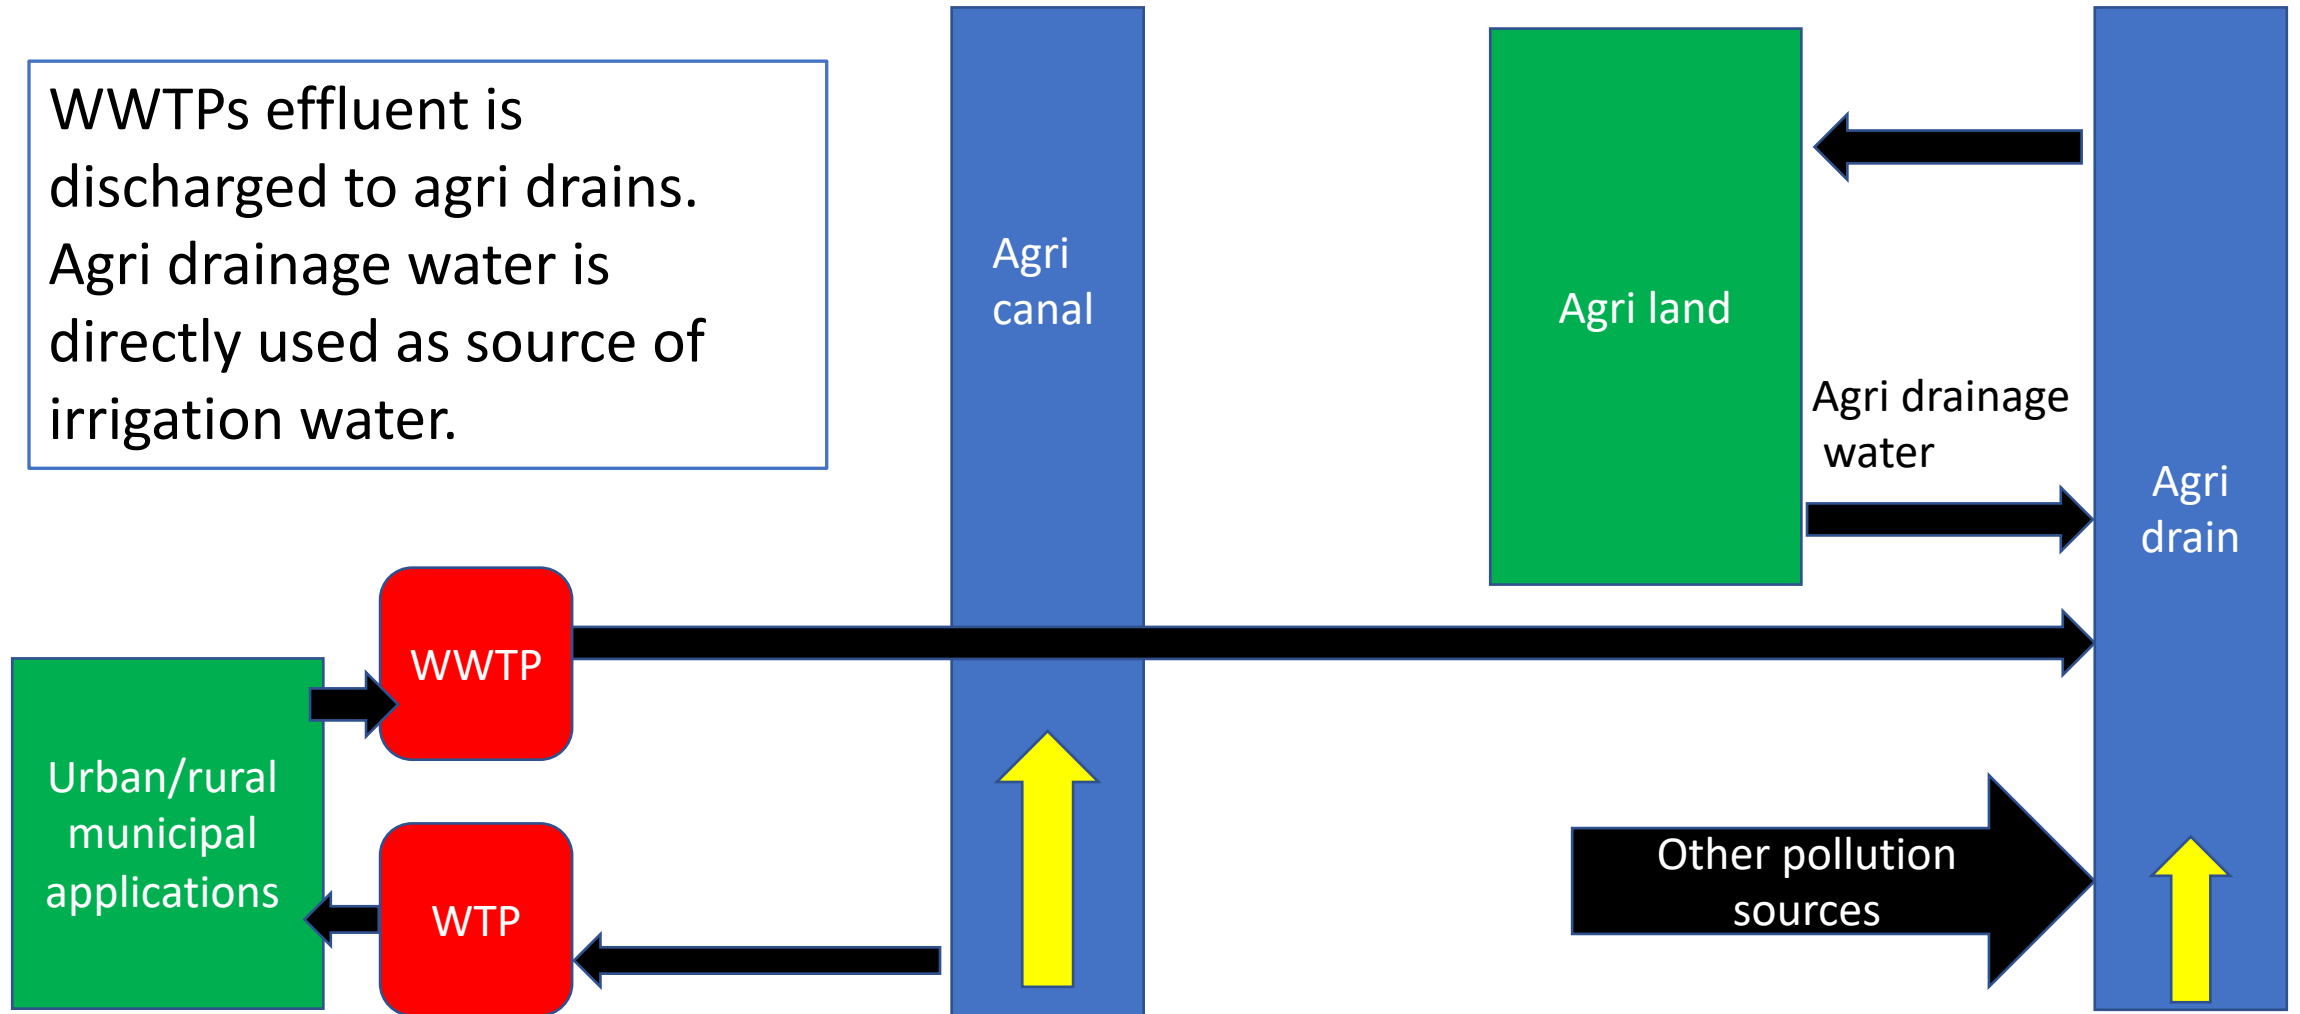 WWTPs effluent is
discharged to agri drains.
Agri drainage water is
directly used as source of
irrigation water.
Agri
canal
Agri land
Agri drainage
water
Agri
drain
WWTP
Urban/rural
municipal
applications
WTP
Other pollution
sources